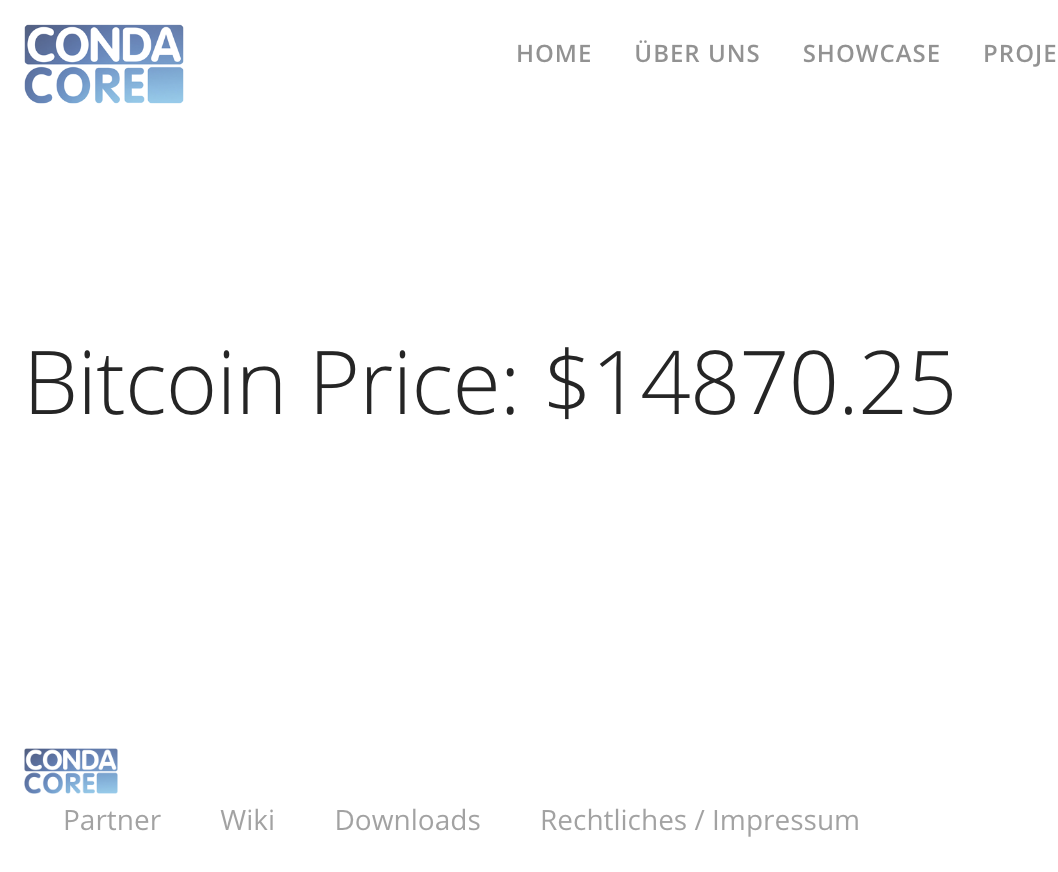 CONDA
CORE
HOME ÜBER UNS SHOWCASE PROJE
Bitcoin Price: $14870.25
CONDA
CORE
Partner Wiki Downloads Rechtliches / Impressum